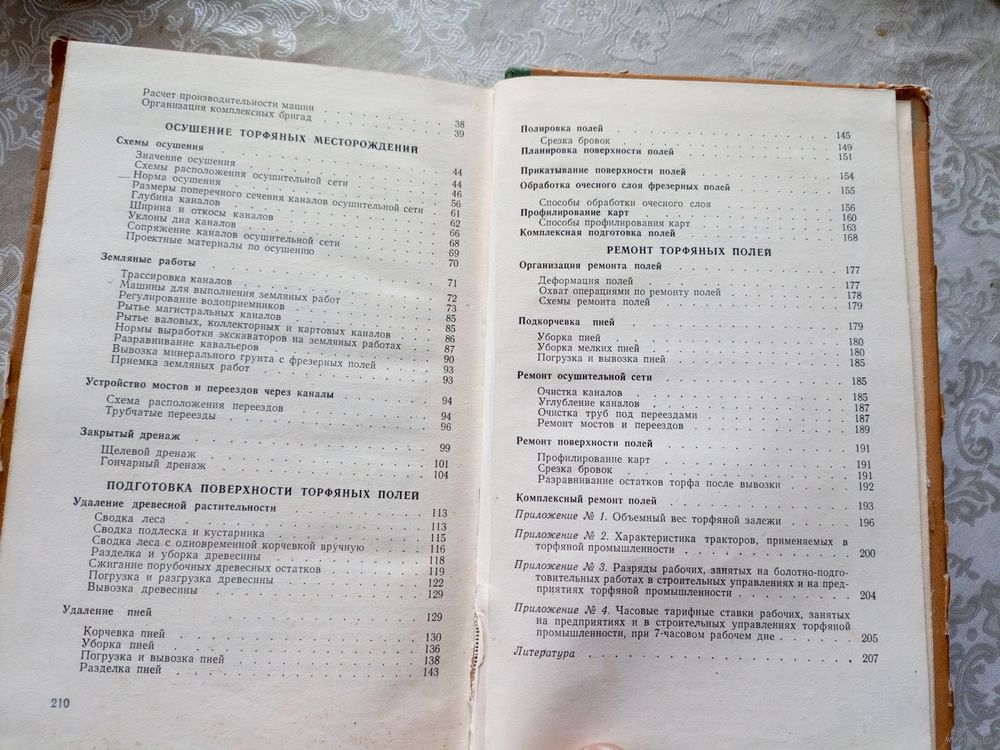 Расчет производительности машин . . . 38
Организация комплексных бригад . . . 39
ОСУШЕНИЕ ТОРФЯНЫХ МЕСТОРОЖДЕНИЙ
Схемы осушения . . . 44
Значение осушения . . . 44
Схемы расположения осушительной сети . . . 46
Норма осушения . . . 56
Размеры поперечного сечения каналов осушительной сети . . . 61
Глубина каналов . . . 62
Ширина и откосы каналов . . . 66
Уклоны дна каналов . . . 68
Сопряжение каналов осушительной сети . . . 69
Проектные материалы по осушению . . . 70
Земляные работы . . . 71
Трассировка каналов . . . 72
Машины для выполнения земляных работ . . . 73
Регулирование водоприемников . . . 85
Рытье магистральных каналов . . . 85
Рытье валовых, коллекторных и картовых каналов . . . 86
Нормы выработки экскаваторов на земляных работах . . . 87
Разравнивание кавальеров . . . 90
Вывозка минерального грунта с фрезерных полей . . . 93
Приемка земляных работ . . . 93
Устройство мостов и переездов через каналы . . . 94
Схема расположения переездов . . . 94
Трубчатые переезды . . . 96
Закрытый дренаж . . . 99
Щелевой дренаж . . . 101
Гончарный дренаж . . . 104
ПОДГОТОВКА ПОВЕРХНОСТИ ТОРФЯНЫХ ПОЛЕЙ
Удаление древесной растительности . . . 113
Сводка леса . . . 113
Сводка подлеска и кустарника . . . 115
Сводка леса с одновременной корчевкой вручную . . . 116
Разделка и уборка древесины . . . 118
Сжигание порубочных древесных остатков . . . 119
Погрузка и разгрузка древесины . . . 122
Вывозка древесины . . . 129
Удаление пней . . . 129
Корчевка пней . . . 130
Уборка пней . . . 136
Погрузка и вывозка пней . . . 138
Разделка пней . . . 143
210
Полировка полей . . . 145
Срезка бровок . . . 149
Планировка поверхности полей . . . 151
Прикатывание поверхности полей . . . 154
Обработка очесного слоя фрезерных полей . . . 155
Способы обработки очесного слоя . . . 156
Профилирование карт . . . 160
Способы профилирования карт . . . 163
Комплексная подготовка полей . . . 168
РЕМОНТ ТОРФЯНЫХ ПОЛЕЙ
Организация ремонта полей . . . 177
Деформация полей . . . 177
Охват операциями по ремонту полей . . . 178
Схемы ремонта полей . . . 179
Подкорчевка пней . . . 179
Уборка пней . . . 180
Уборка мелких пней . . . 180
Погрузка и вывозка пней . . . 185
Ремонт осушительной сети . . . 185
Очистка каналов . . . 185
Углубление каналов . . . 187
Очистка труб под переездами . . . 187
Ремонт мостов и переездов . . . 189
Ремонт поверхности полей . . . 191
Профилирование карт . . . 191
Срезка бровок . . . 191
Разравнивание остатков торфа после вывозки . . . 192
Комплексный ремонт полей . . . 193
Приложение № 1. Объемный вес торфяной залежи . . . 196
Приложение № 2. Характеристика тракторов, применяемых в
торфяной промышленности . . . 200
Приложение № 3. Разряды рабочих, занятых на болотно-подго-
товительных работах в строительных управлениях и на пред-
приятиях торфяной промышленности . . . 204
Приложение № 4. Часовые тарифные ставки рабочих, занятых
на предприятиях и в строительных управлениях торфяной
промышленности, при 7-часовом рабочем дне . . . 205
Литература . . . 207